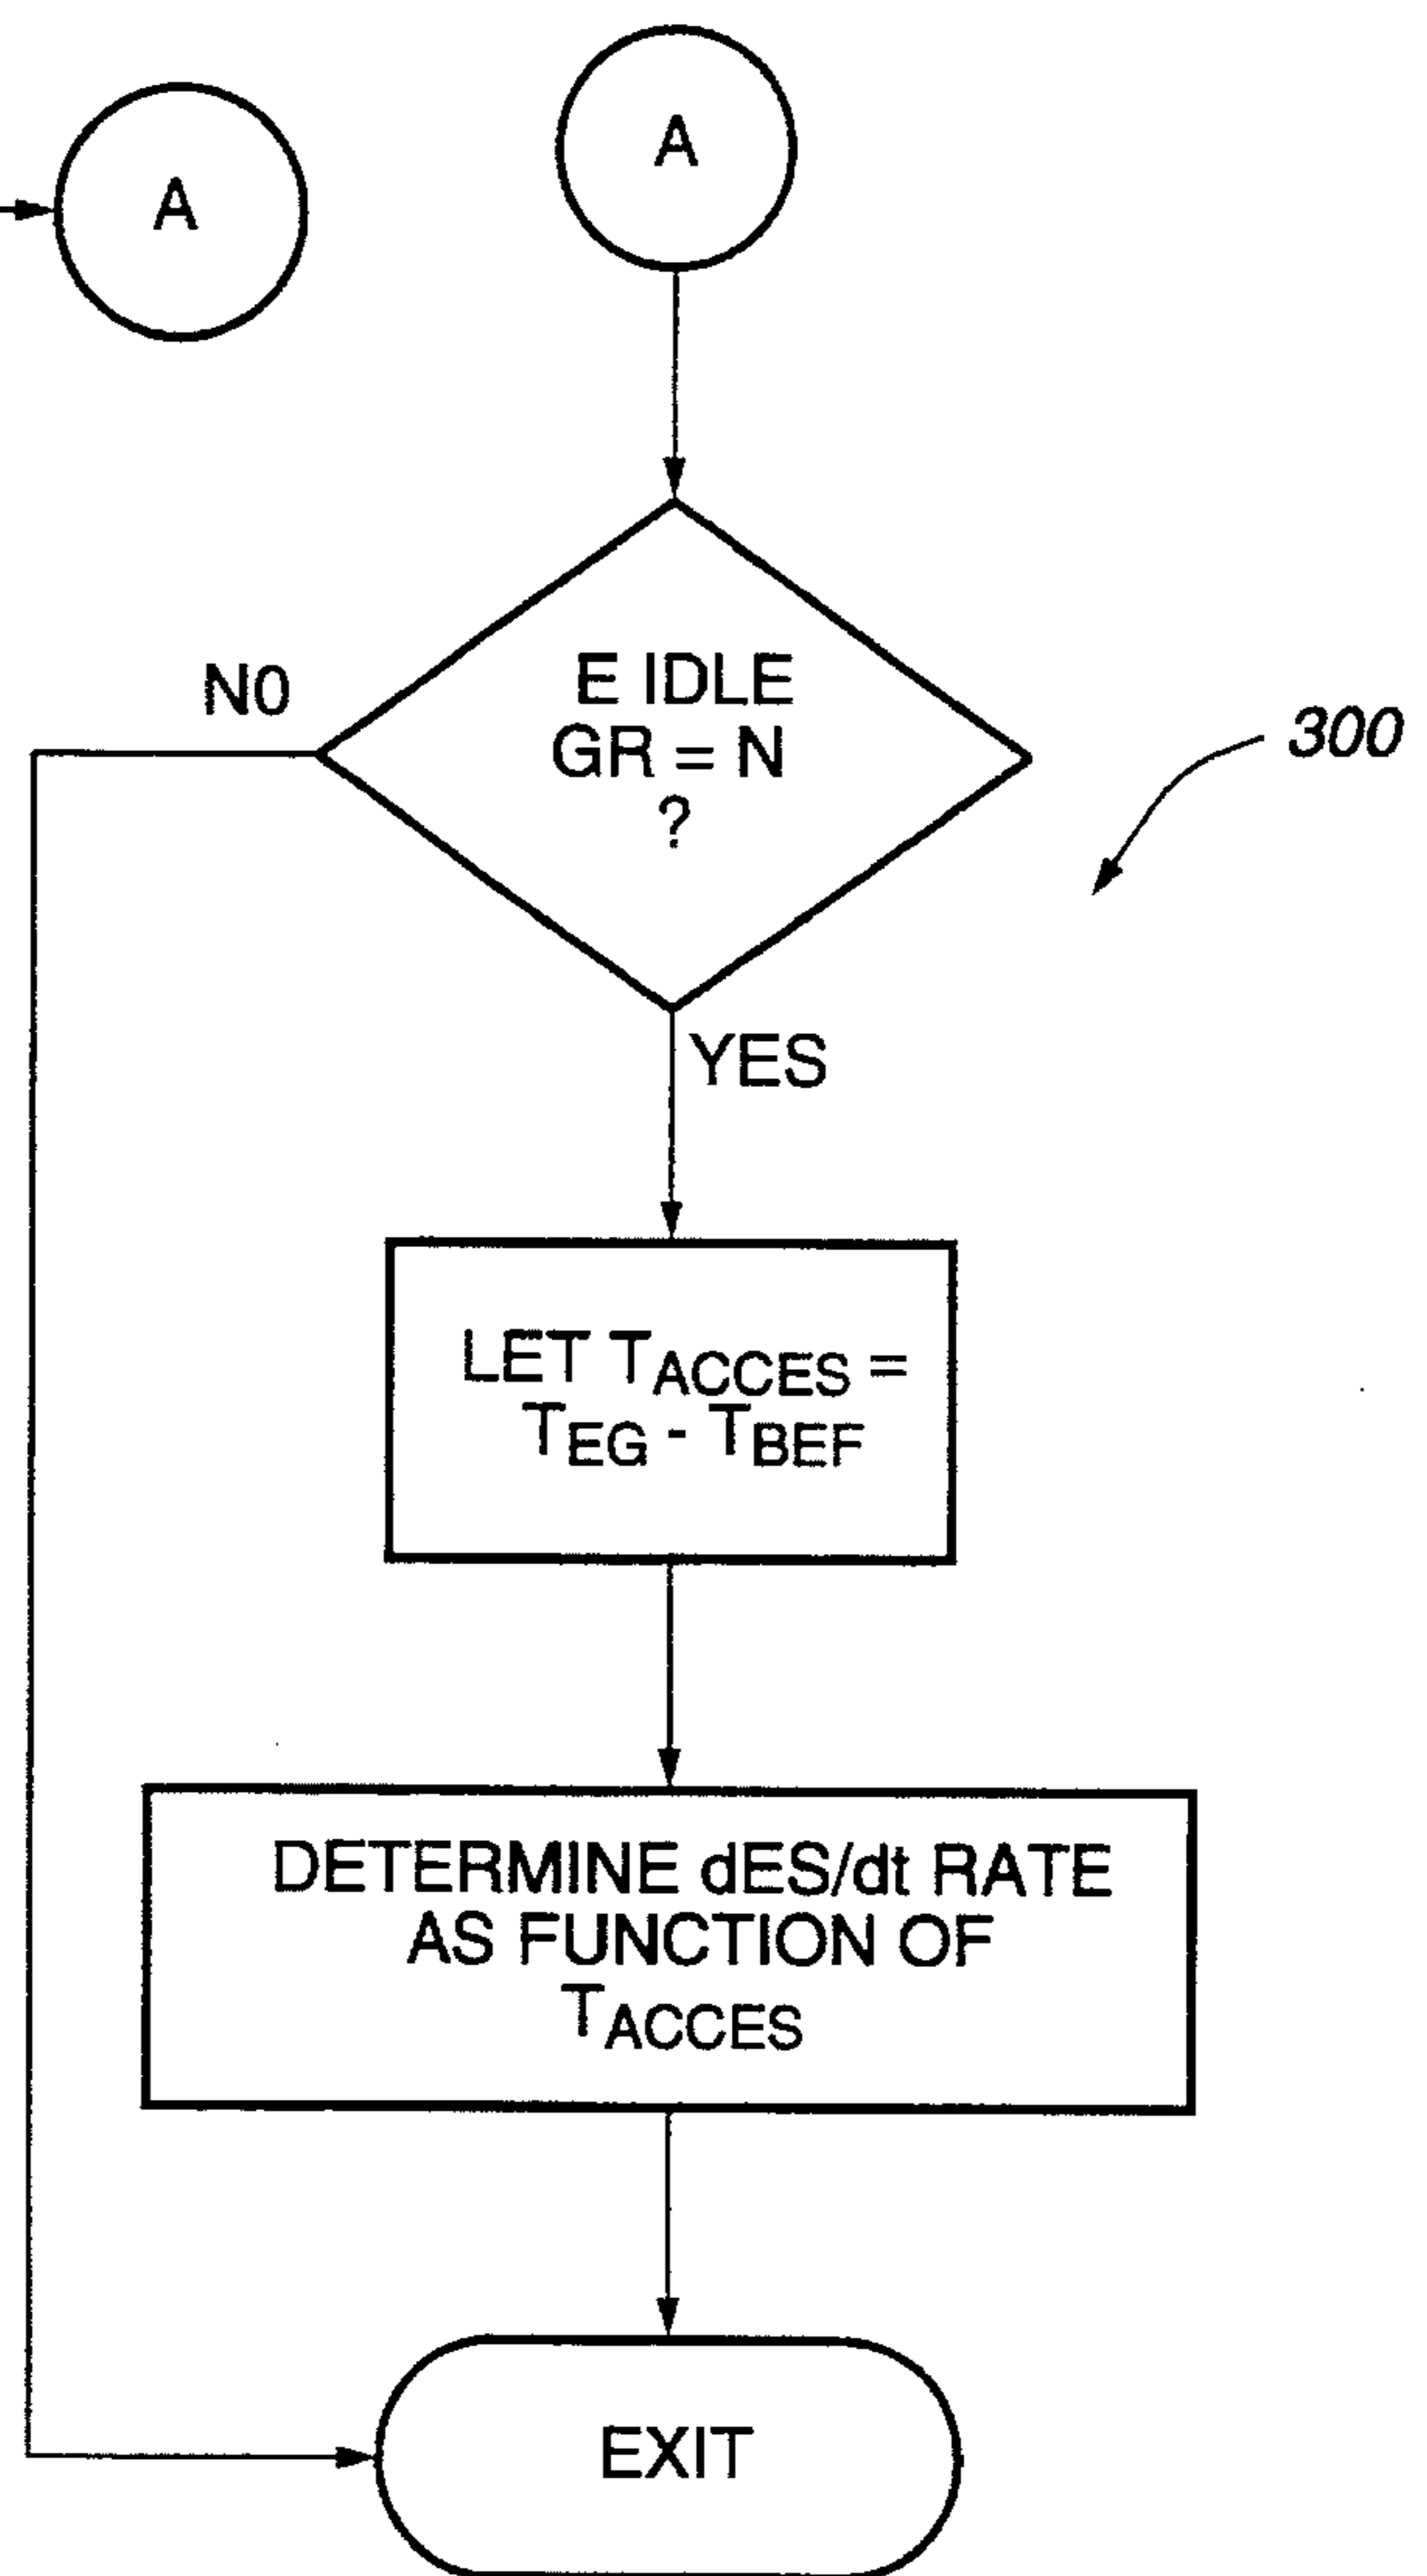 A
A
E IDLE
GR = N
?
N0
300
YES
LET TACCES =
TEG - TBEF
DETERMINE dES/dt RATE
AS FUNCTION OF
TACCES
EXIT